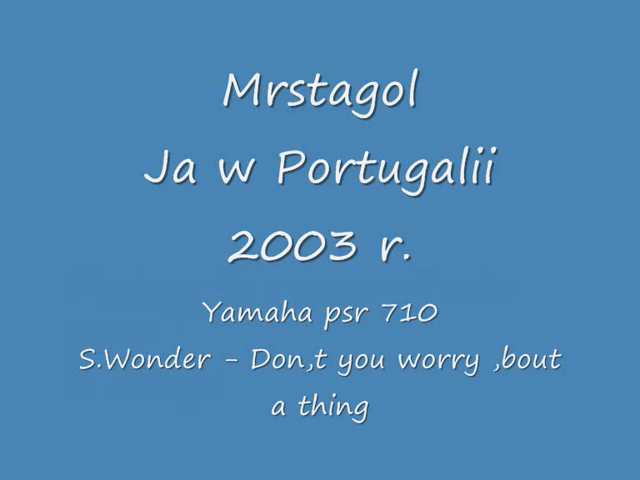 Mrstagol
Ja w Portugalii
2003 r.
Yamaha psr 710
S.Wonder - Don,t you worry ,bout
a thing